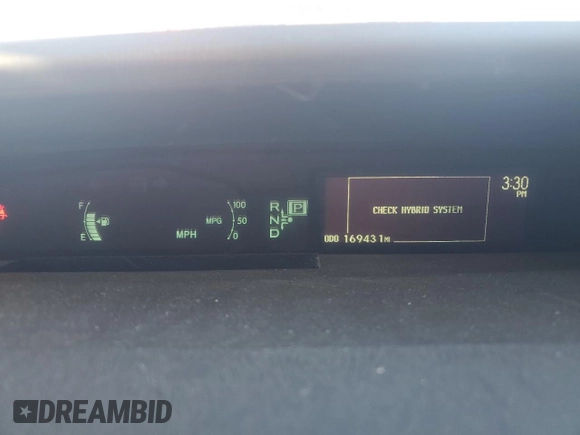 F
E
MPH
100
MPG 50
0
R P
N
D
CHECK HYBRID SYSTEM
ODO 169431MI
3:30
PM
DREAMBID